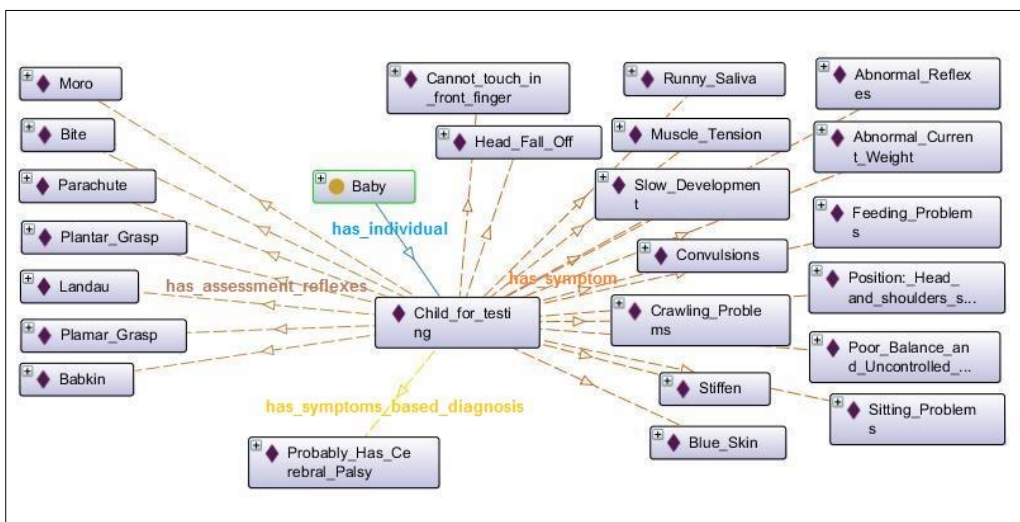 Moro
Bite
Parachute
Plantar_Grasp
Landau
Plamar_Grasp
Babkin
has_assessment_reflexes
Baby
has_individual
Child_for_testi
ng
has_symptoms_based_diagnosis
Probably_Has_Ce
rebral_Palsy
Cannot_touch_in
_front_finger
Head_Fall_Off
has_symptom
Runny_Saliva
Muscle_Tension
Slow_Developmen
t
Convulsions
Crawling_Proble
ms
Stiffen
Blue_Skin
Abnormal_Reflex
es
Abnormal_Curren
t_Weight
Feeding_Problem
s
Position:_Head_
and_shoulders_s...
Poor_Balance_an
d_Uncontrolled_...
Sitting_Problem
s